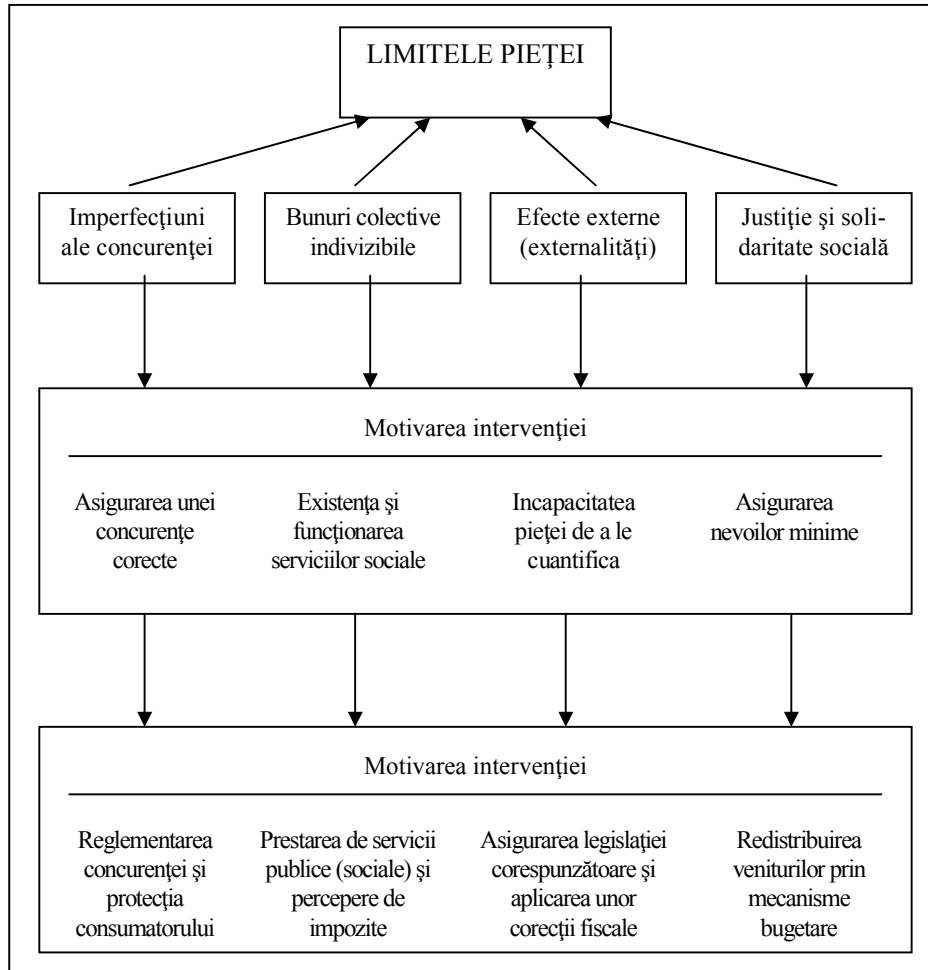 LIMITELE PIEŢEI
Imperfecţiuni
ale concurenţei
Bunuri colective
indivizibile
Efecte externe
(externalităţi)
Justiţie şi soli-
daritate socială
Motivarea intervenţiei
Asigurarea unei
concurenţe
corecte
Existenţa şi
funcţionarea
serviciilor sociale
Incapacitatea
pieţei de a le
cuantifica
Asigurarea
nevoilor minime
Motivarea intervenţiei
Reglementarea
concurenţei şi
protecţia
consumatorului
Prestarea de servicii
publice (sociale) şi
percepere de
impozite
Asigurarea legislaţiei
corespunzătoare şi
aplicarea unor
corecţii fiscale
Redistribuirea
veniturilor prin
mecanisme
bugetare